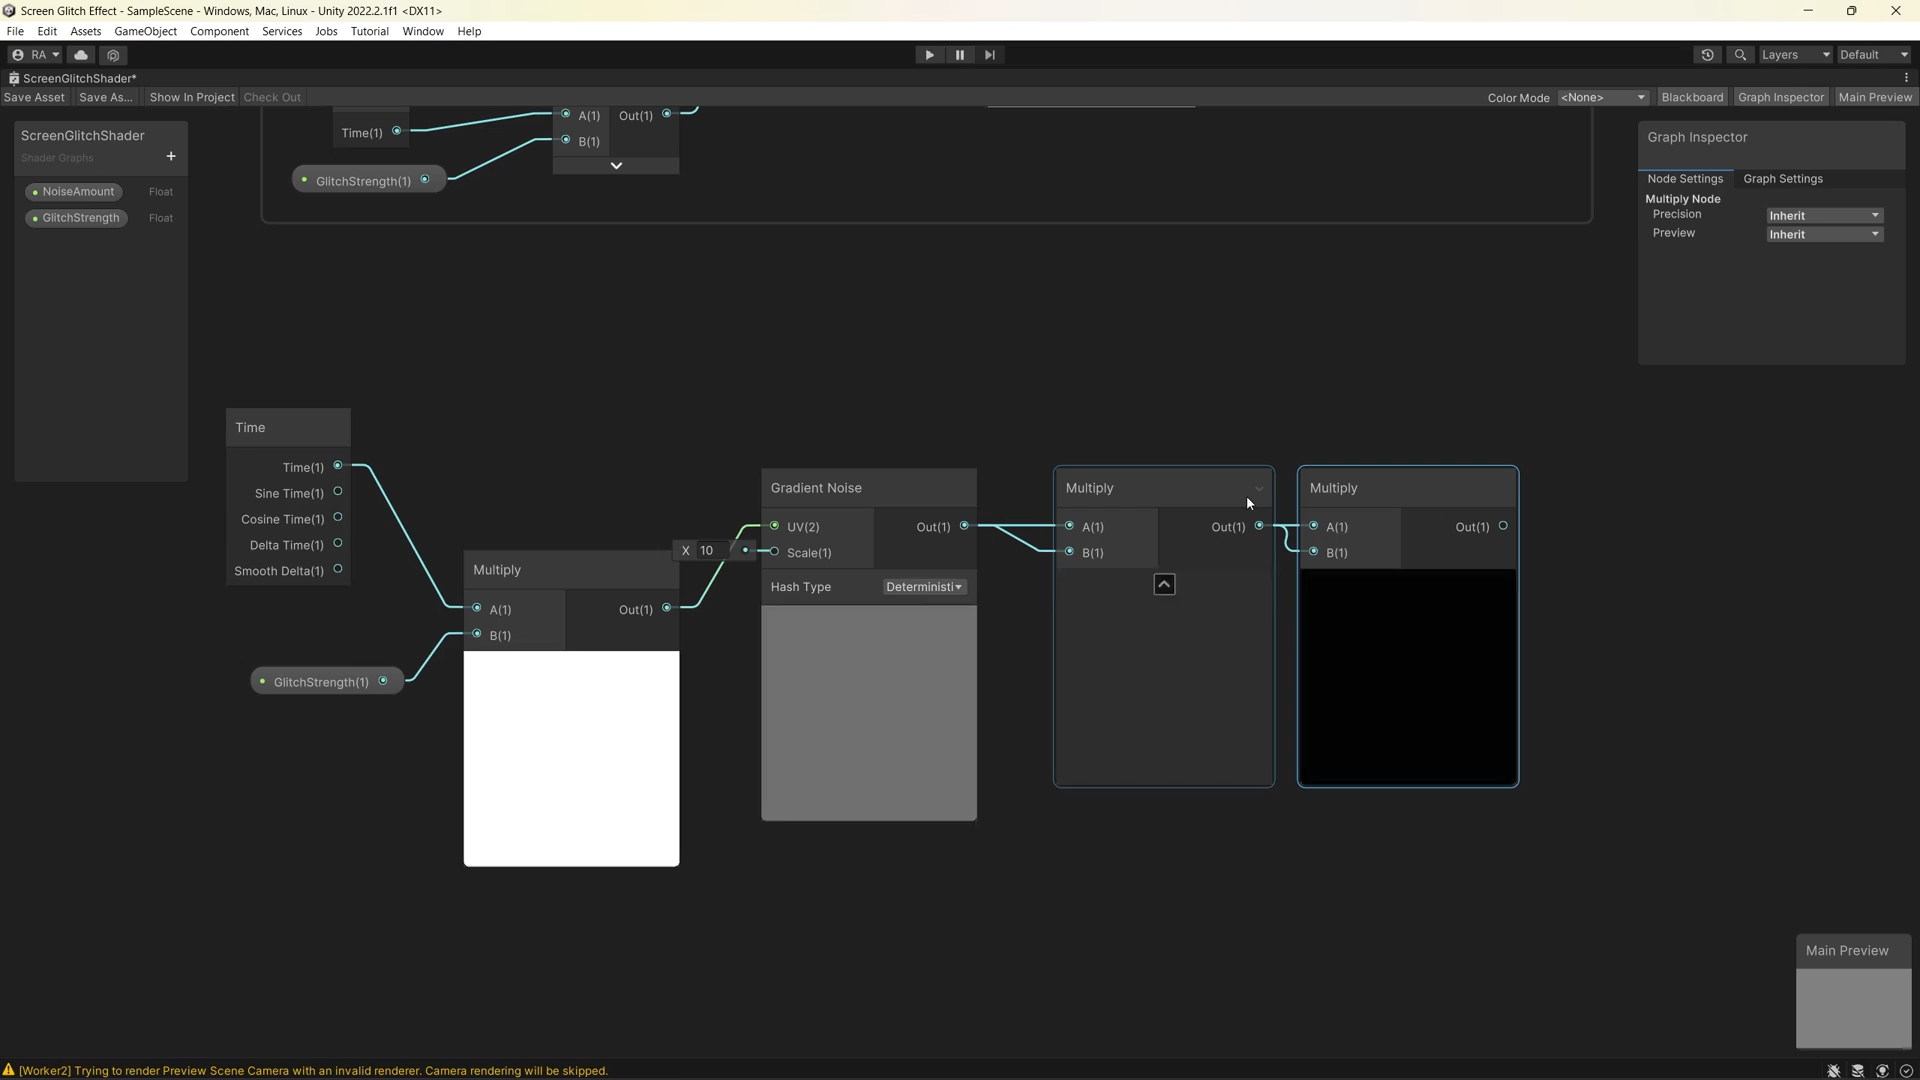 Screen Glitch Effect - SampleScene - Windows, Mac, Linux - Unity 2022.2.1f1 <DX11>
File Edit Assets GameObject Component Services Jobs Tutorial Window Help
RA Layers Default
ScreenGlitchShader*
Save Asset Save As... Show In Project Check Out Color Mode <None> Blackboard Graph Inspector Main Preview
ScreenGlitchShader
Shader Graphs
+
NoiseAmount Float
GlitchStrength Float
Time(1)
A(1) Out(1)
B(1)
GlitchStrength(1)
Graph Inspector
Node Settings Graph Settings
Multiply Node
Precision Inherit
Preview Inherit
Time
Time(1)
Sine Time(1)
Cosine Time(1)
Delta Time(1)
Smooth Delta(1)
GlitchStrength(1)
Multiply
A(1) Out(1)
B(1)
X 10
Gradient Noise
UV(2) Out(1)
Scale(1)
Hash Type Deterministi
Multiply
A(1) Out(1)
B(1)
Multiply
A(1) Out(1)
B(1)
Main Preview
[Worker2] Trying to render Preview Scene Camera with an invalid renderer. Camera rendering will be skipped.